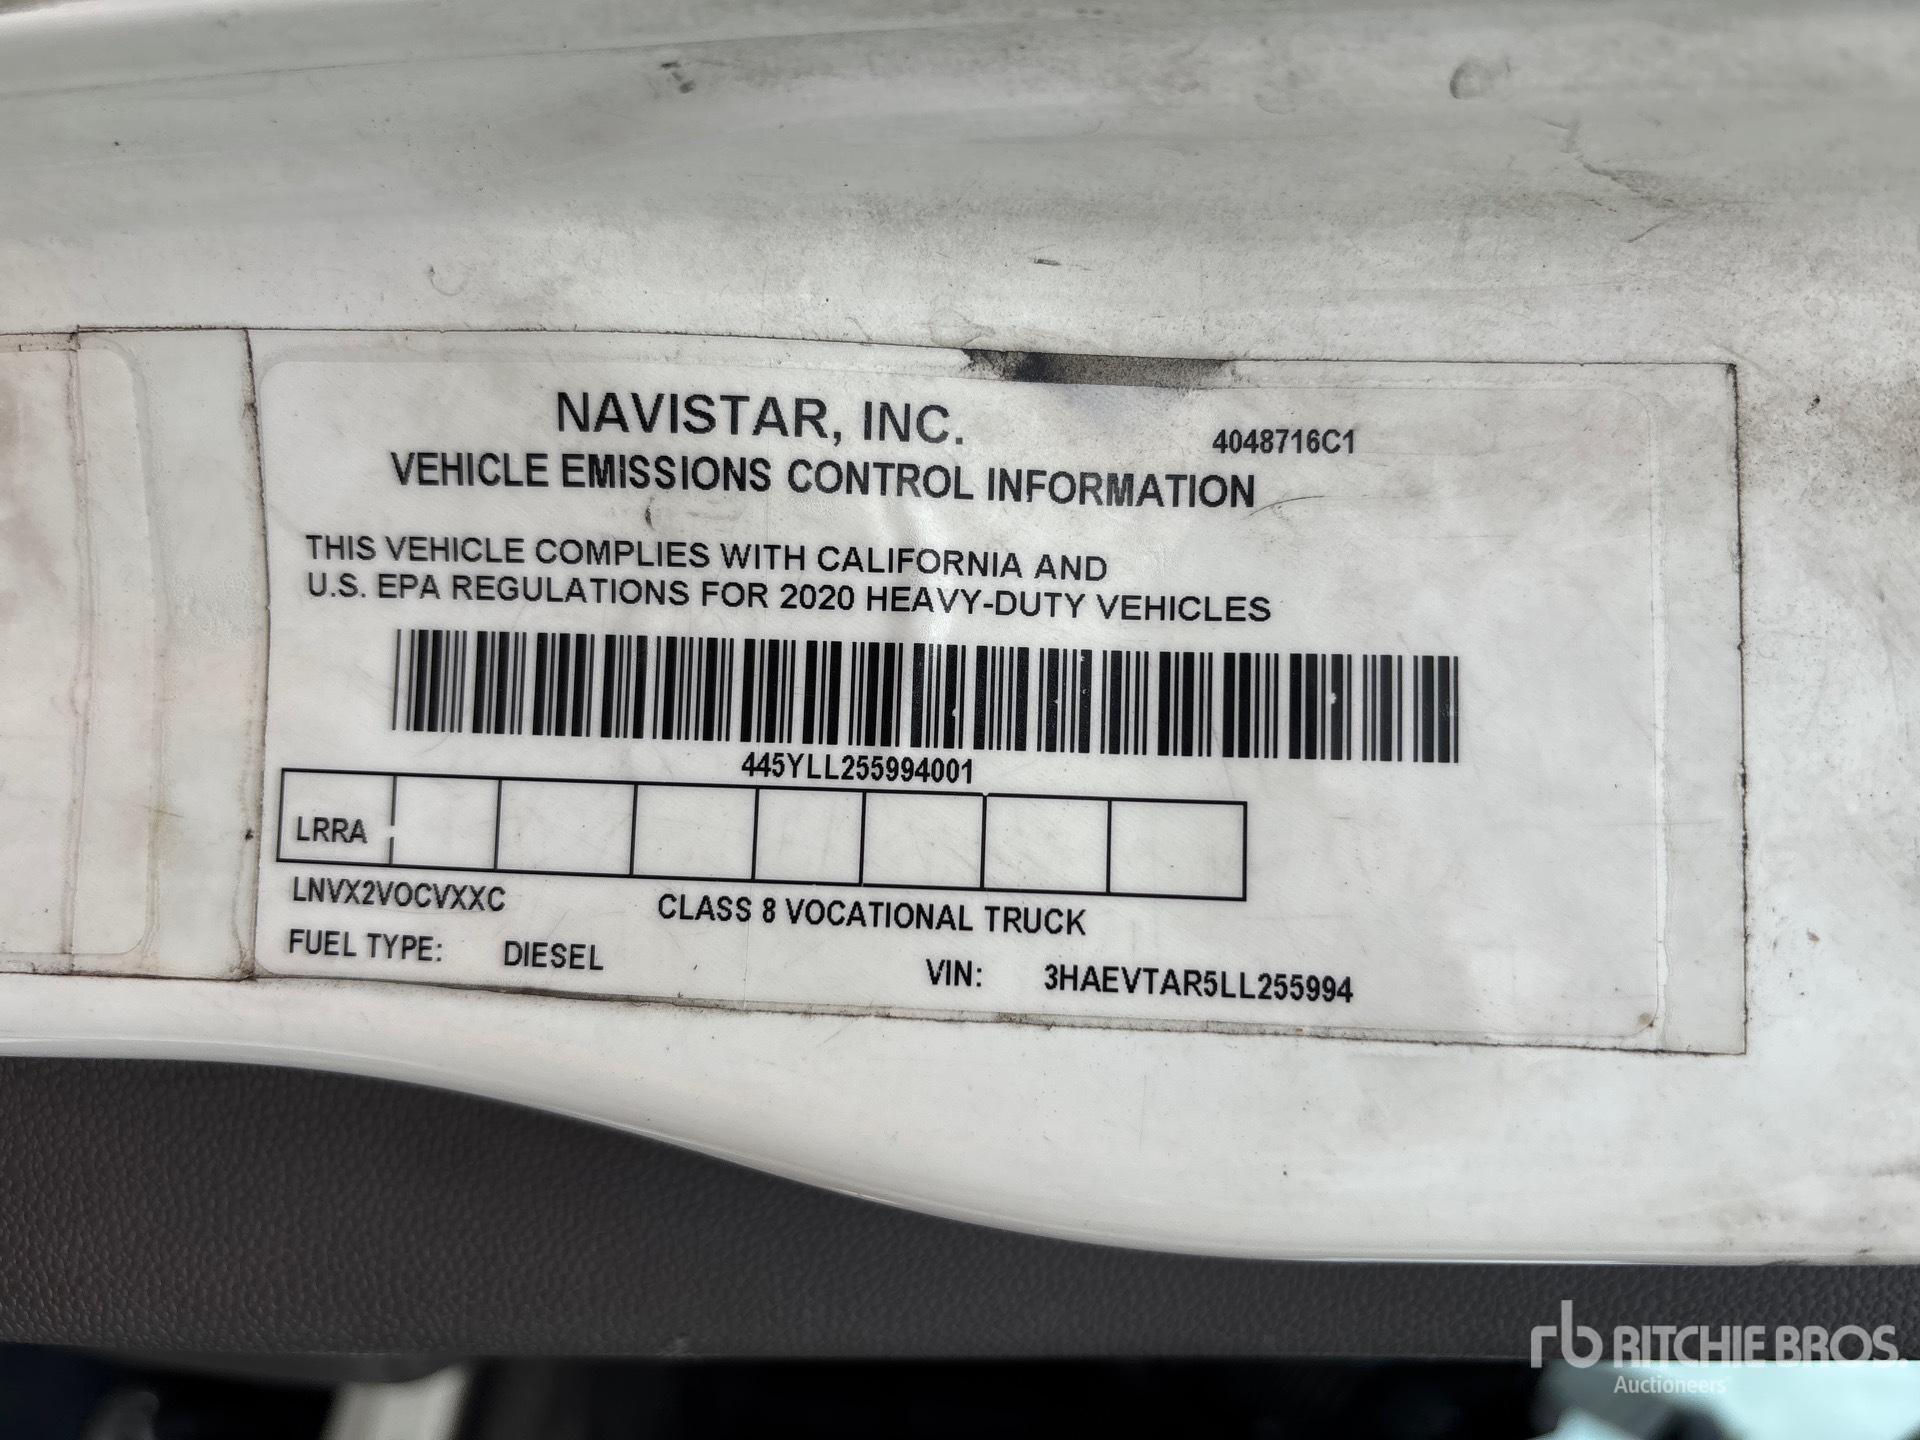 NAVISTAR, INC.
4048716C1
VEHICLE EMISSIONS CONTROL INFORMATION
THIS VEHICLE COMPLIES WITH CALIFORNIA AND
U.S. EPA REGULATIONS FOR 2020 HEAVY-DUTY VEHICLES
445YLL255994001
LRRA
LNVX2VOCVXXC CLASS 8 VOCATIONAL TRUCK
FUEL TYPE: DIESEL VIN: 3HAEVTAR5LL255994
rb RITCHIE BROS.
Auctioneers